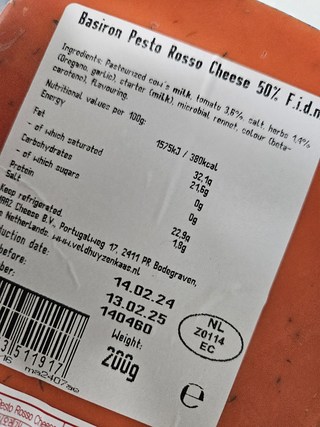 Basiron Pesto Rosso Cheese 50% F.i.d.m
Ingredients: Pasteurized cow's milk, tomato 3,6%, salt, herbs 1,4%
(Oregano, garlic), starter (milk), microbial rennet, colour (beta-
carotene), flavouring.
Nutritional values per 100g:
Energy 1575kJ / 380kcal
Fat 32,1g
- of which saturated 21,6g
Carbohydrates 0g
- of which sugars 0g
Protein 22,9g
Salt 1,9g
Keep refrigerated.
Cheese B.V., Portugalweg 17, 2411 PR Bodegraven,
Netherlands. www.veldhuyzenkaas.nl
uction date: 14.02.24
before: 13.02.25
ber: 140460
Weight:
200g
NL
Z0114
EC
e
3511917
ma2407
Pesto Rosso Cheese